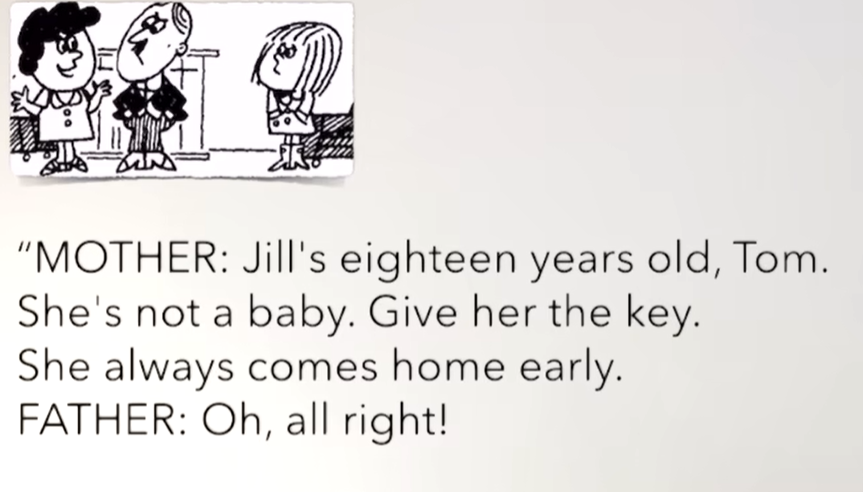 “MOTHER: Jill's eighteen years old, Tom.
She's not a baby. Give her the key.
She always comes home early.
FATHER: Oh, all right!